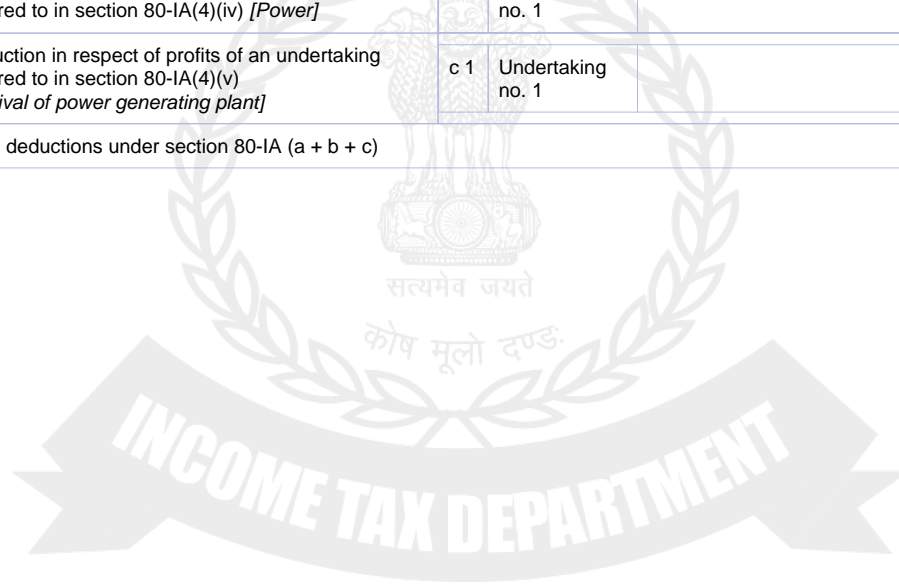 red to in section 80-IA(4)(iv) [Power]
no. 1
uction in respect of profits of an undertaking
red to in section 80-IA(4)(v)
ival of power generating plant]
c 1
Undertaking
no. 1
deductions under section 80-IA (a + b + c)
सत्यमेव जयते
कोष मूलो दण्डः
INCOME TAX DEPARTMENT